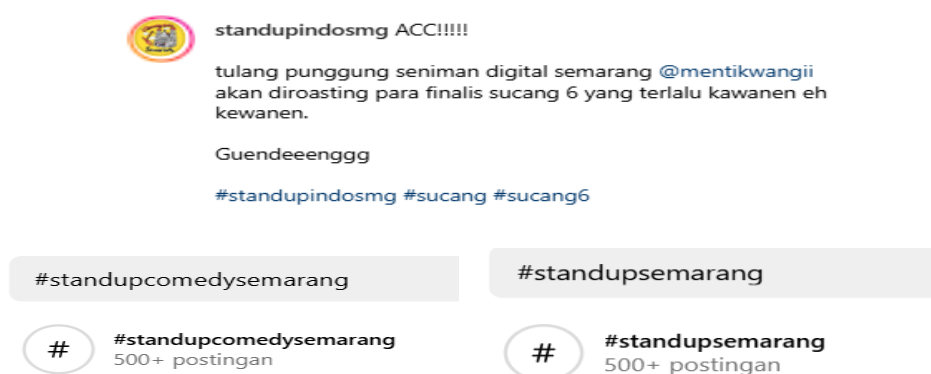 standupindosmg ACC!!!!!
tulang punggung seniman digital semarang @mentikwangii
akan diroasting para finalis sucang 6 yang terlalu kawanen eh
kewanen.
Guendeeenggg
#standupindosmg #sucang #sucang6
#standupcomedysemarang
#
#standupcomedysemarang
500+ postingan
#standupsemarang
#
#standupsemarang
500+ postingan